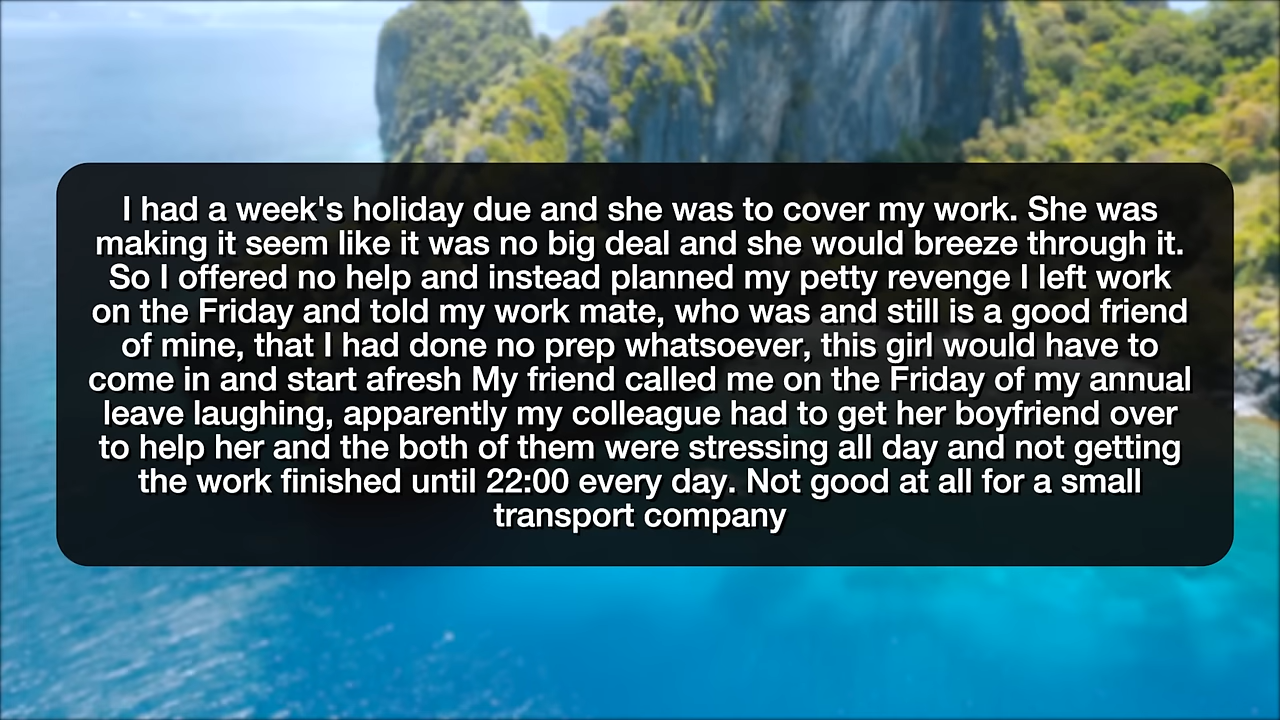 I had a week's holiday due and she was to cover my work. She was
making it seem like it was no big deal and she would breeze through it.
So I offered no help and instead planned my petty revenge I left work
on the Friday and told my work mate, who was and still is a good friend
of mine, that I had done no prep whatsoever, this girl would have to
come in and start afresh My friend called me on the Friday of my annual
leave laughing, apparently my colleague had to get her boyfriend over
to help her and the both of them were stressing all day and not getting
the work finished until 22:00 every day. Not good at all for a small
transport company